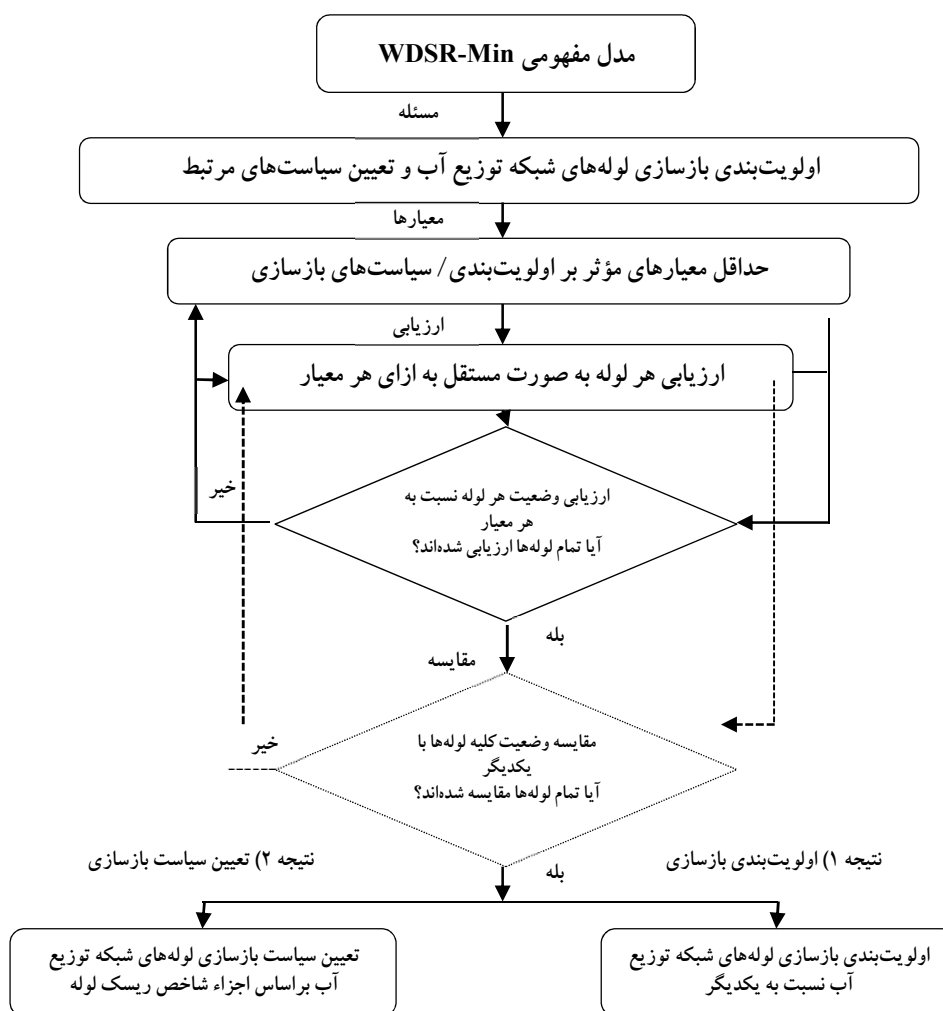 مدل مفهومی WDSR-Min
مسئله
اولویت‌بندی بازسازی لوله‌های شبکه توزیع آب و تعیین سیاست‌های مرتبط
معیارها
حداقل معیارهای مؤثر بر اولویت‌بندی/ سیاست‌های بازسازی
ارزیابی
ارزیابی هر لوله به صورت مستقل به ازای هر معیار
ارزیابی وضعیت هر لوله نسبت به
هر معیار
آیا تمام لوله‌ها ارزیابی شده‌اند؟
خیر
بله
مقایسه
مقایسه وضعیت کلیه لوله‌ها با
یکدیگر
آیا تمام لوله‌ها مقایسه شده‌اند؟
خیر
بله
نتیجه ۱) اولویت‌بندی بازسازی
نتیجه ۲) تعیین سیاست بازسازی
اولویت‌بندی بازسازی لوله‌های شبکه توزیع
آب نسبت به یکدیگر
تعیین سیاست بازسازی لوله‌های شبکه توزیع
آب براساس اجزاء شاخص ریسک لوله